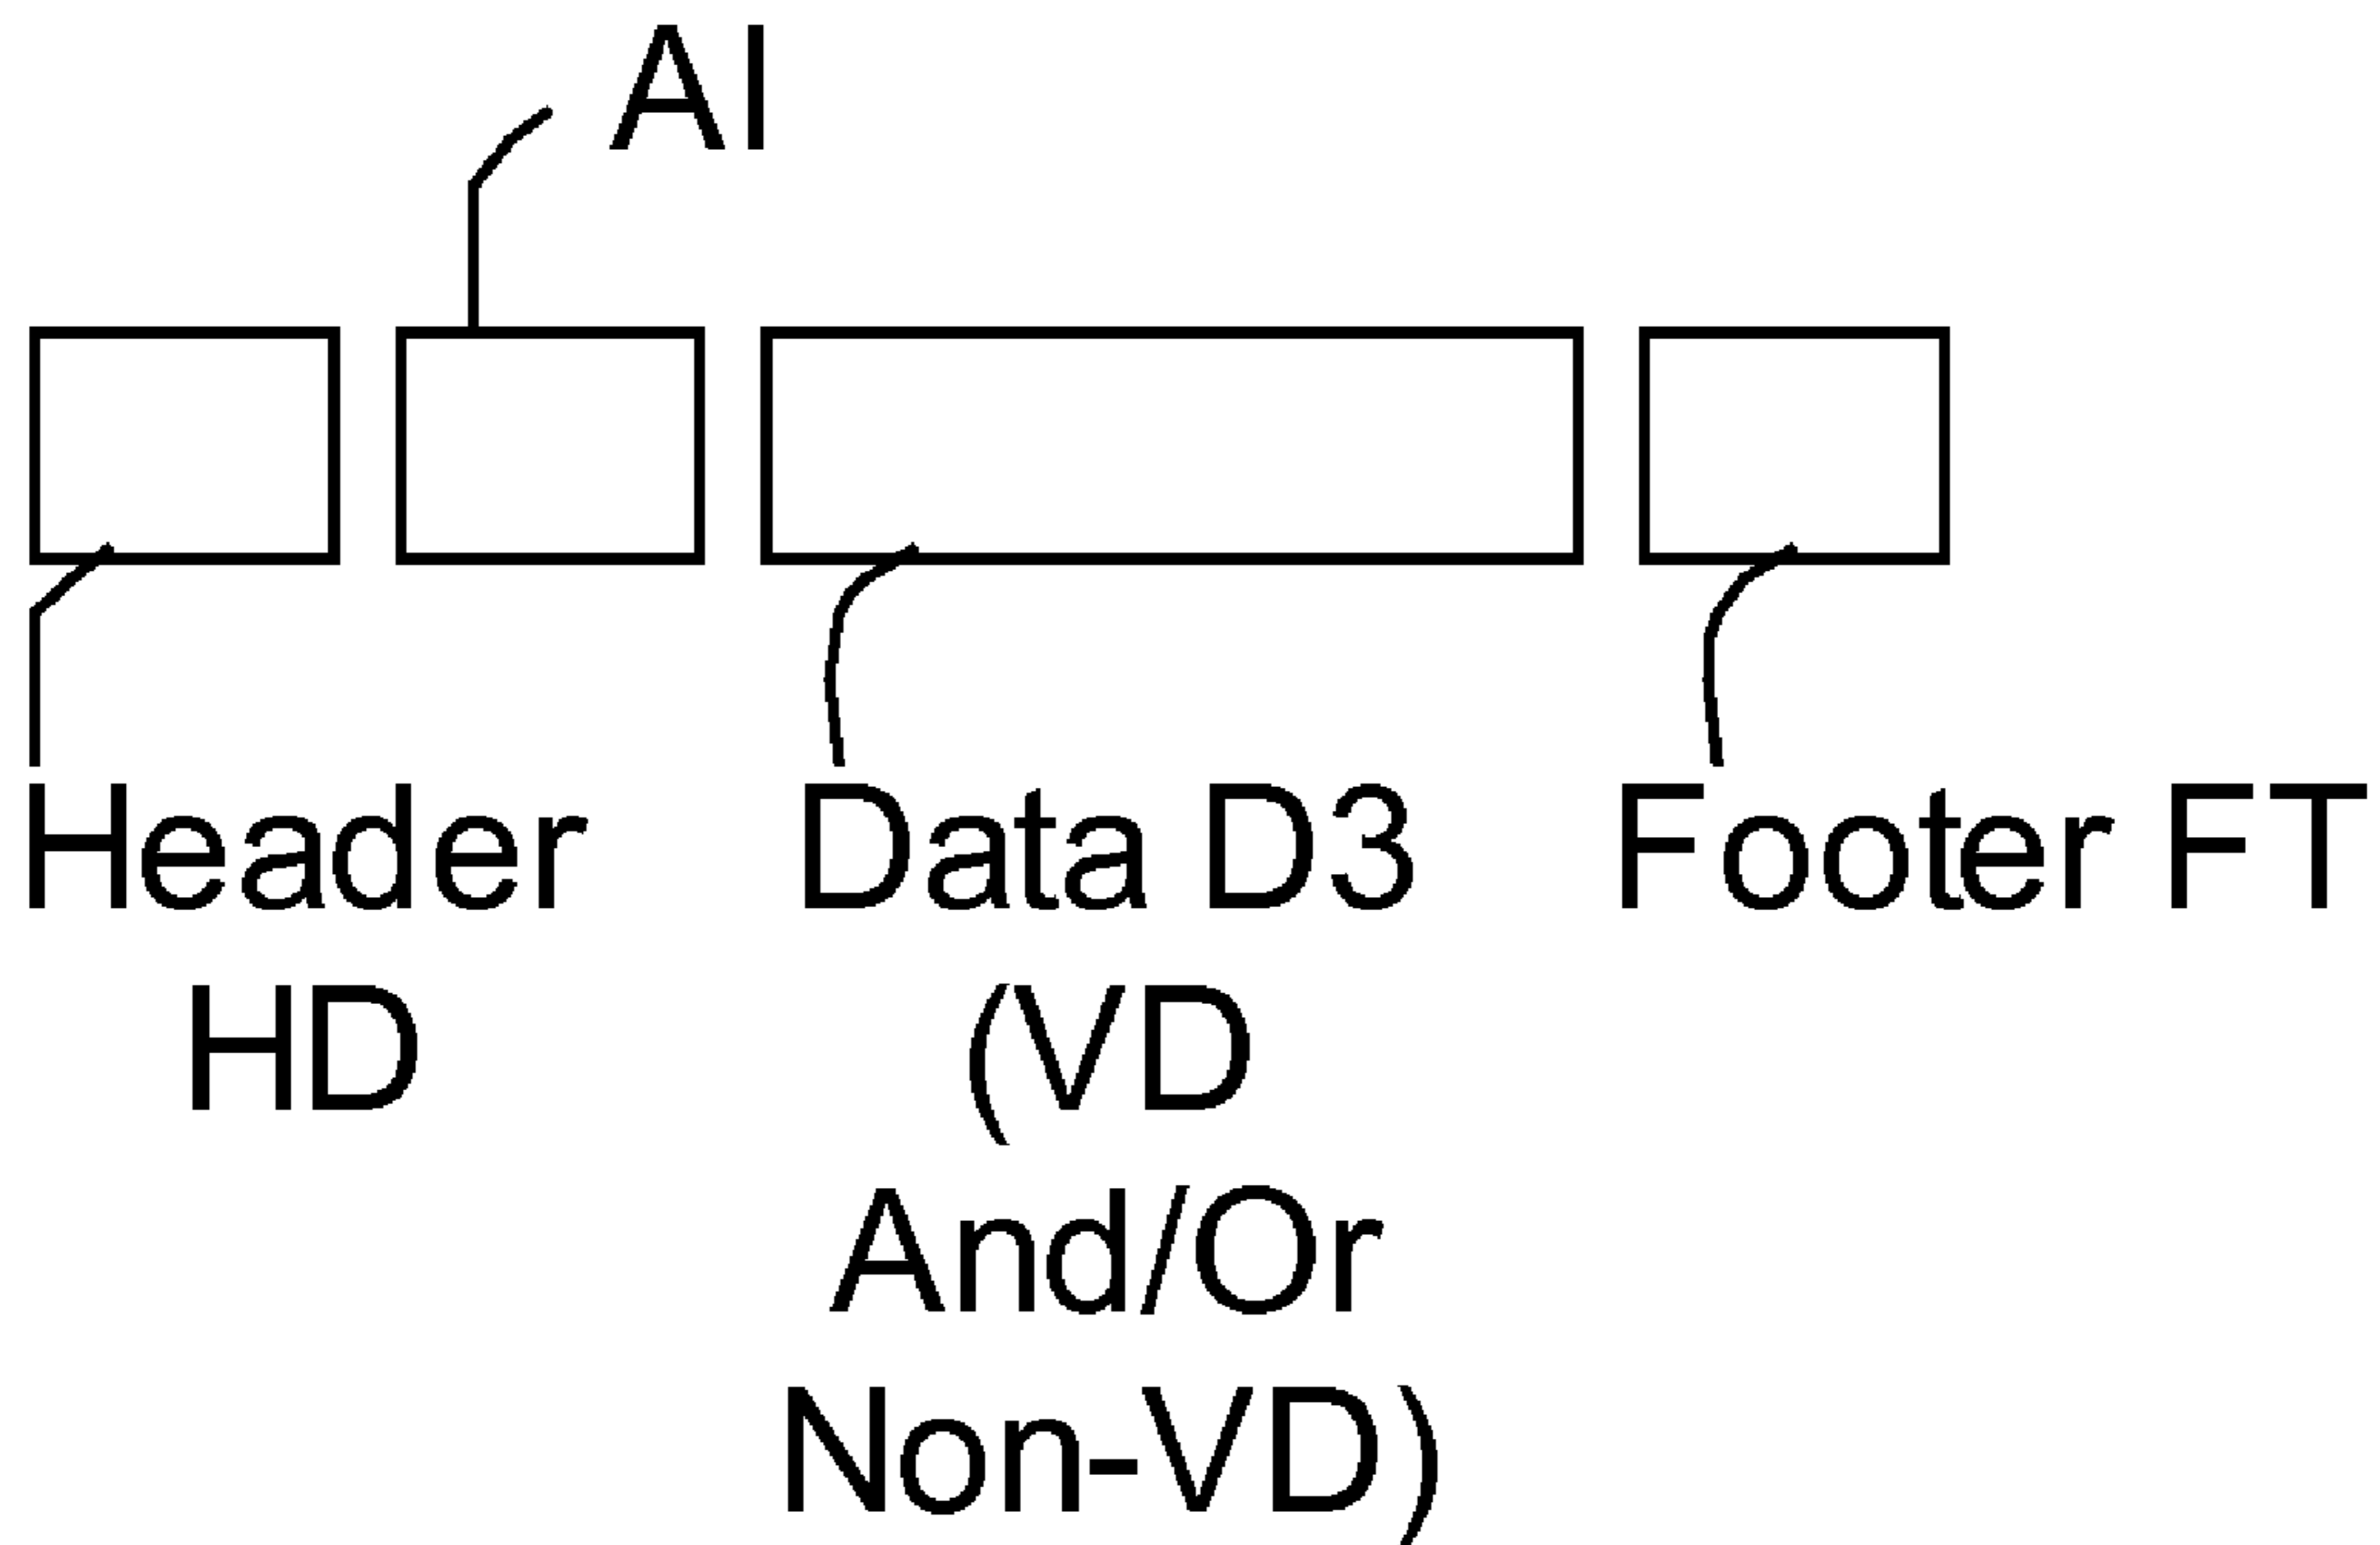 AI
Header
HD
Data D3
(VD
And/Or
Non-VD)
Footer FT